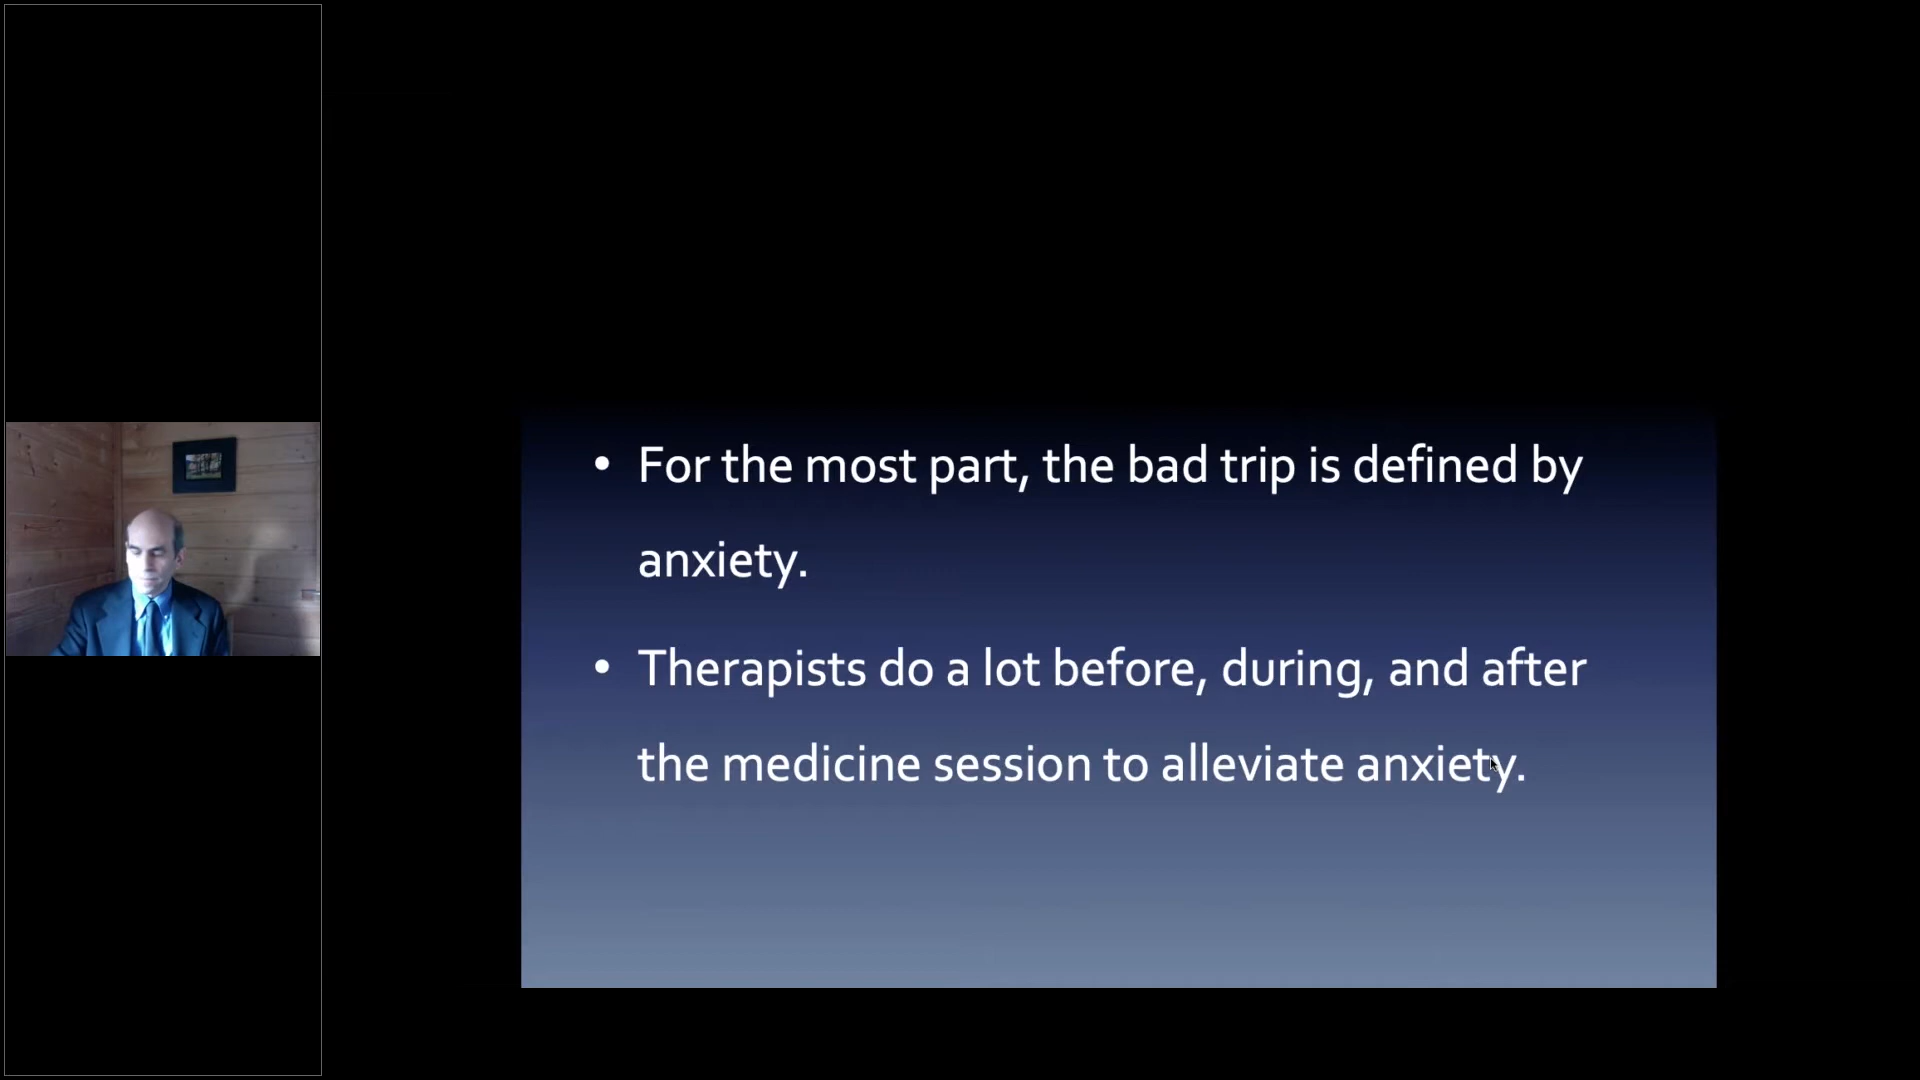 • For the most part, the bad trip is defined by
anxiety.
• Therapists do a lot before, during, and after
the medicine session to alleviate anxiety.